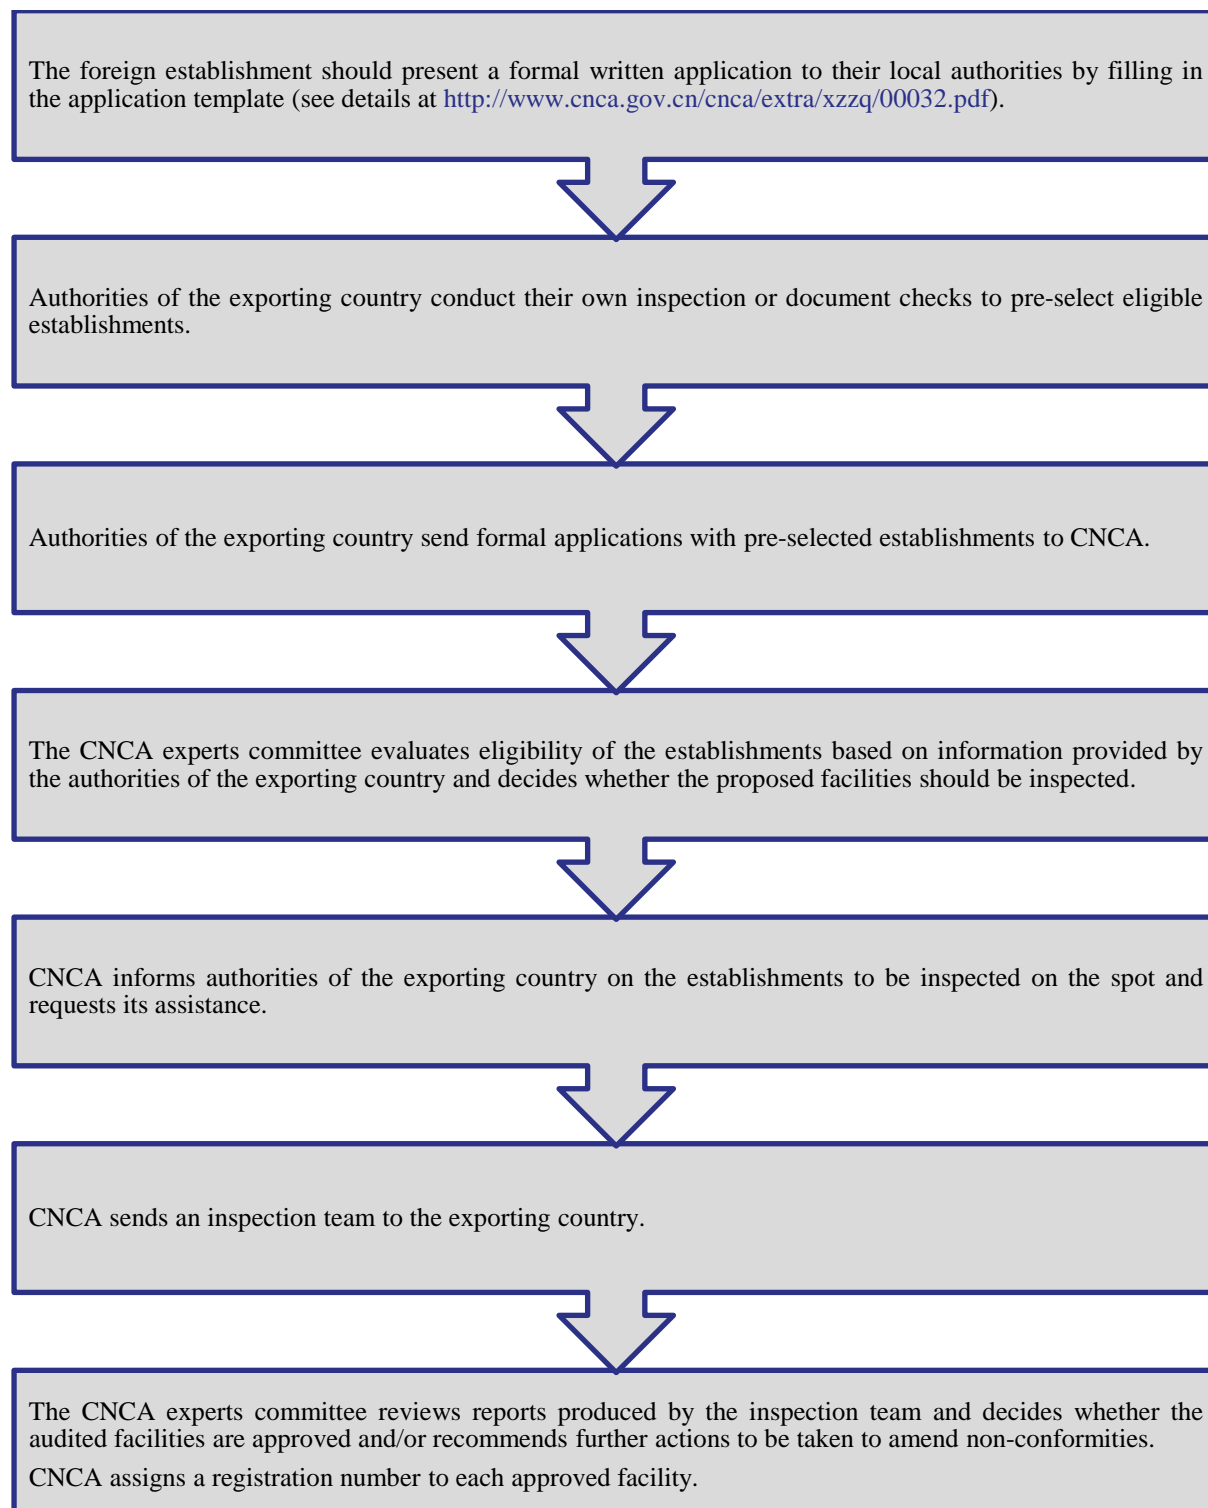 The foreign establishment should present a formal written application to their local authorities by filling in
the application template (see details at http://www.cnca.gov.cn/cnca/extra/xzzq/00032.pdf).
Authorities of the exporting country conduct their own inspection or document checks to pre-select eligible
establishments.
Authorities of the exporting country send formal applications with pre-selected establishments to CNCA.
The CNCA experts committee evaluates eligibility of the establishments based on information provided by
the authorities of the exporting country and decides whether the proposed facilities should be inspected.
CNCA informs authorities of the exporting country on the establishments to be inspected on the spot and
requests its assistance.
CNCA sends an inspection team to the exporting country.
The CNCA experts committee reviews reports produced by the inspection team and decides whether the
audited facilities are approved and/or recommends further actions to be taken to amend non-conformities.
CNCA assigns a registration number to each approved facility.